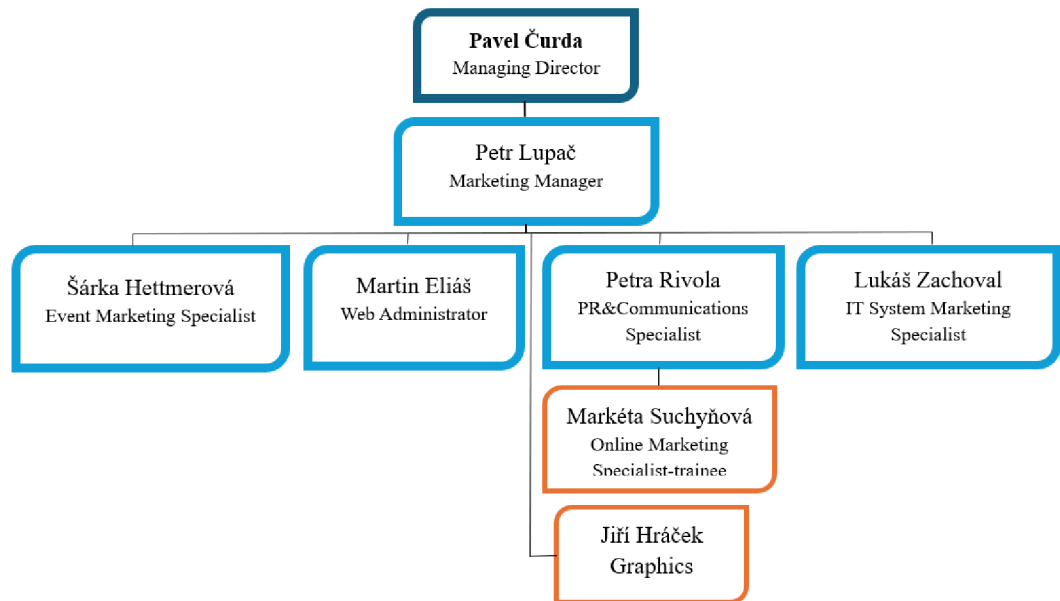 Pavel Čurda
Managing Director
Petr Lupač
Marketing Manager
Šárka Hettmerová
Event Marketing Specialist
Martin Eliáš
Web Administrator
Petra Rivola
PR&Communications
Specialist
Lukáš Zachoval
IT System Marketing
Specialist
Markéta Suchyňová
Online Marketing
Specialist-trainee
Jiří Hráček
Graphics